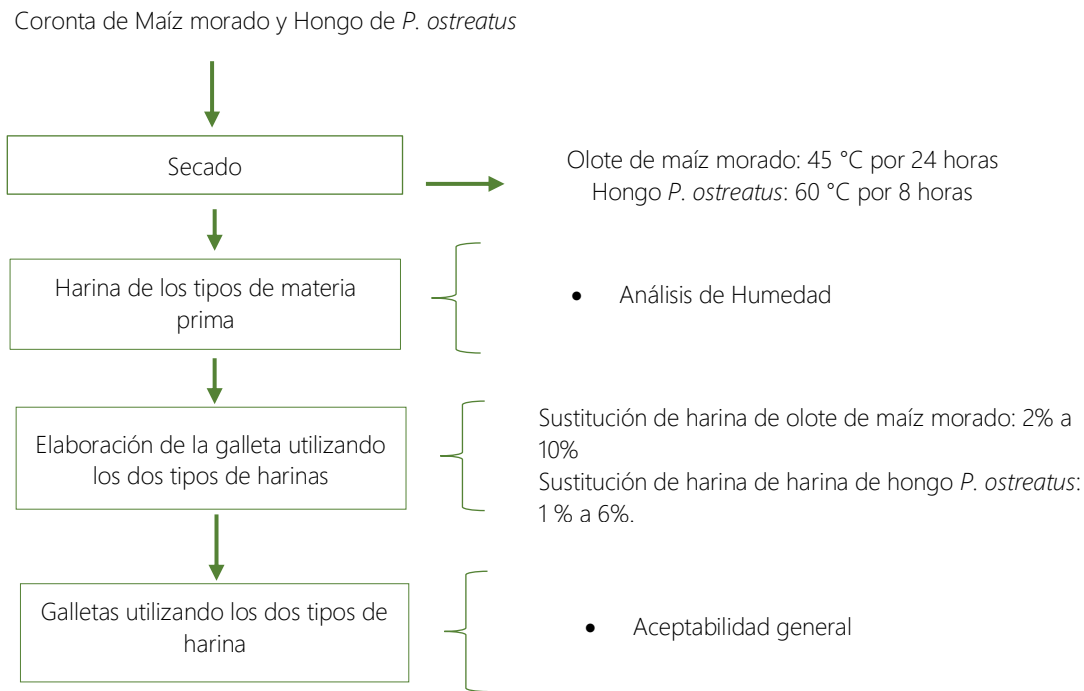 Coronta de Maíz morado y Hongo de P. ostreatus
Secado
Olote de maíz morado: 45 °C por 24 horas
Hongo P. ostreatus: 60 °C por 8 horas
Harina de los tipos de materia
prima
• Análisis de Humedad
Elaboración de la galleta utilizando
los dos tipos de harinas
Sustitución de harina de olote de maíz morado: 2% a
10%
Sustitución de harina de harina de hongo P. ostreatus:
1 % a 6%.
Galletas utilizando los dos tipos de
harina
• Aceptabilidad general